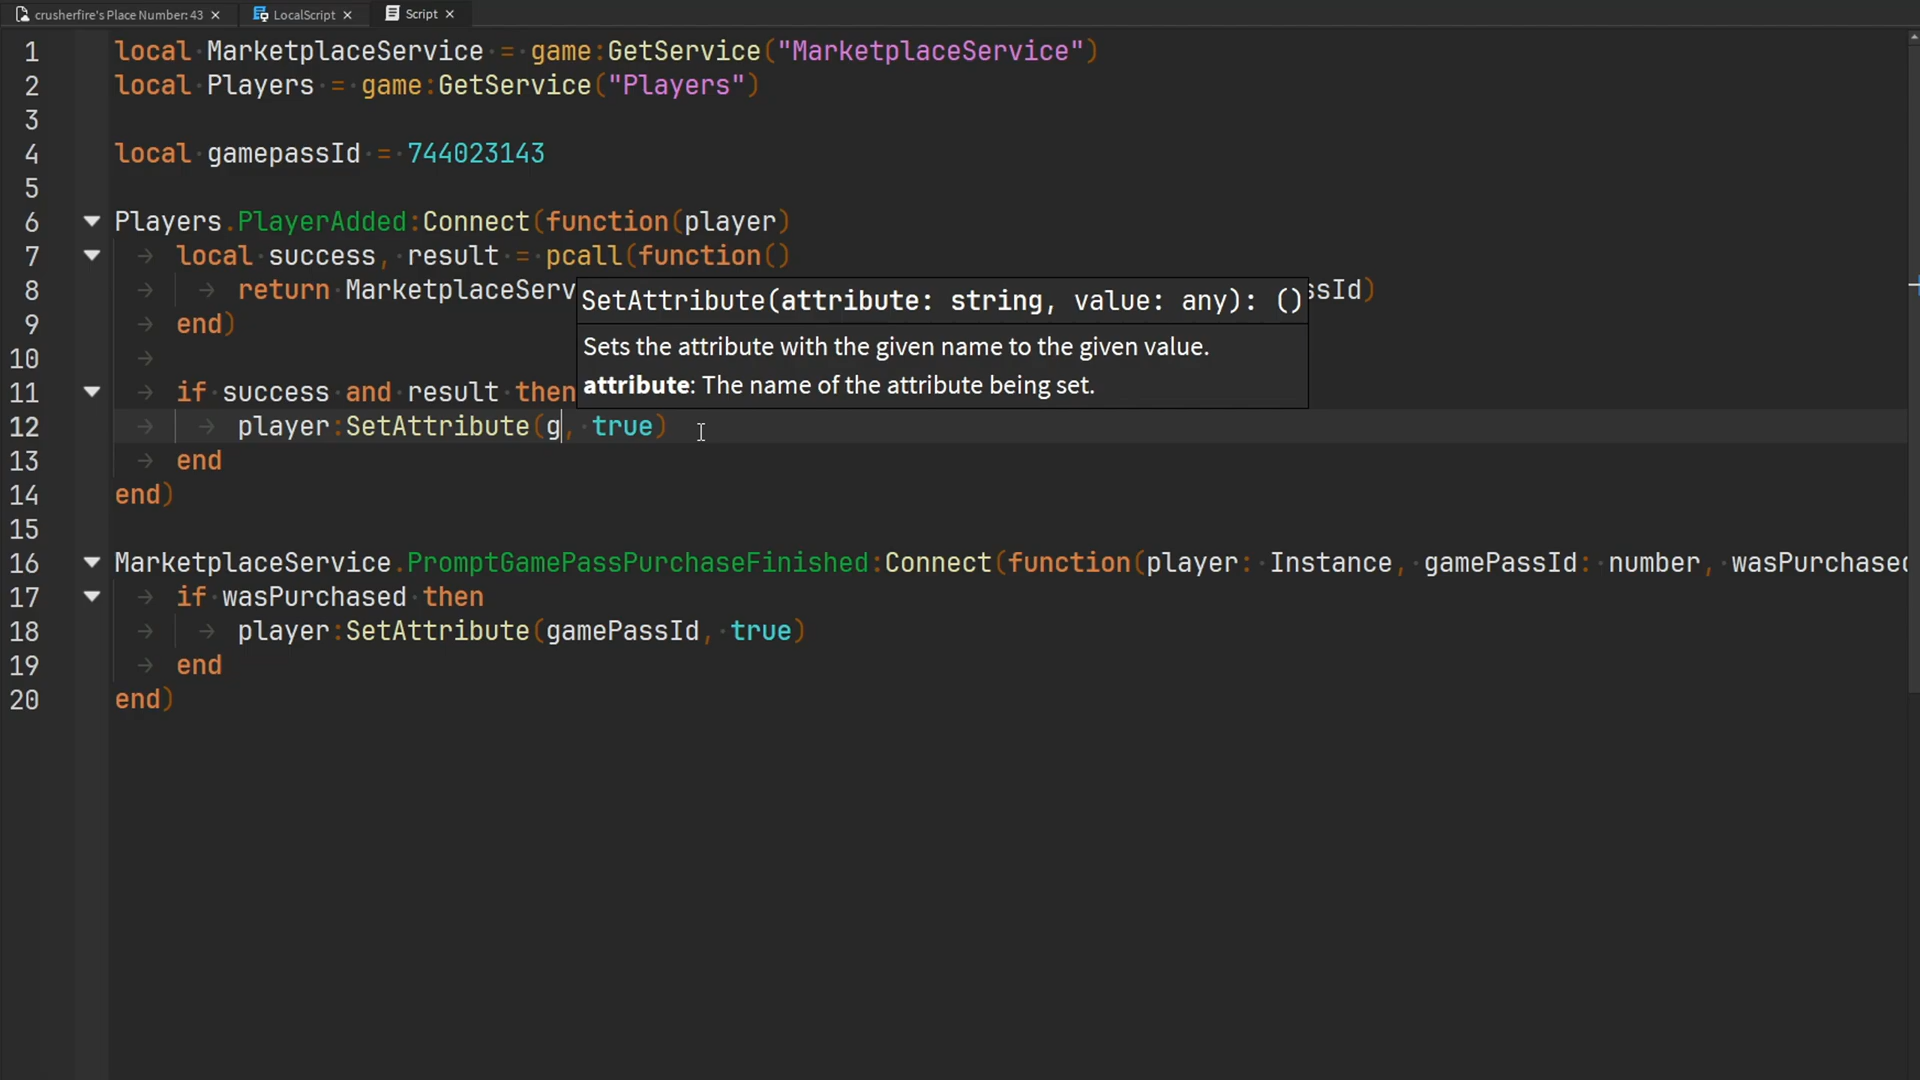 crusherfire's Place Number: 43 LocalScript Script
1 local MarketplaceService = game:GetService("MarketplaceService")
2 local Players = game:GetService("Players")
3
4 local gamepassId = 744023143
5
6 Players.PlayerAdded:Connect(function(player)
7 local success, result = pcall(function()
8 return MarketplaceServ ssId)
9 end)
10
11 if success and result then
12 player:SetAttribute(g, true)
13 end
14 end)
15
16 MarketplaceService.PromptGamePassPurchaseFinished:Connect(function(player: Instance, gamePassId: number, wasPurchased
17 if wasPurchased then
18 player:SetAttribute(gamePassId, true)
19 end
20 end)
SetAttribute(attribute: string, value: any): ()
Sets the attribute with the given name to the given value.
attribute: The name of the attribute being set.